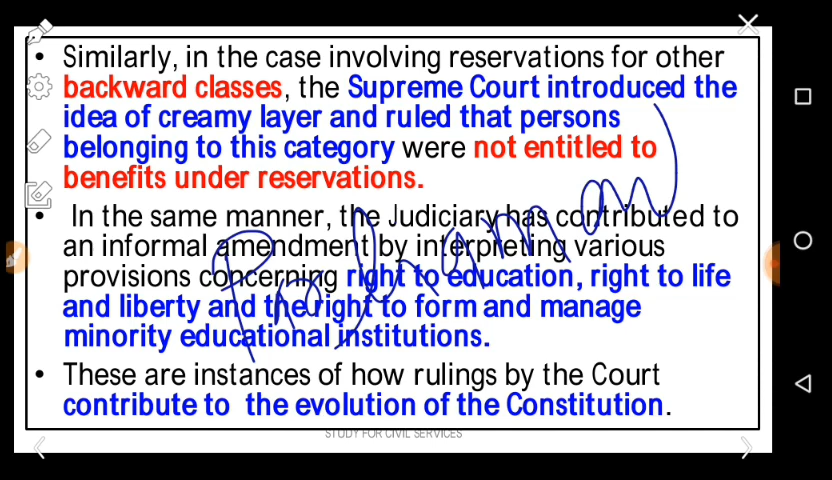 • Similarly, in the case involving reservations for other
backward classes, the Supreme Court introduced the
idea of creamy layer and ruled that persons
belonging to this category were not entitled to
benefits under reservations.
• In the same manner, the Judiciary has contributed to
an informal amendment by interpreting various
provisions concerning right to education, right to life
and liberty and the right to form and manage
minority educational institutions.
• These are instances of how rulings by the Court
contribute to the evolution of the Constitution.
STUDY FOR CIVIL SERVICES